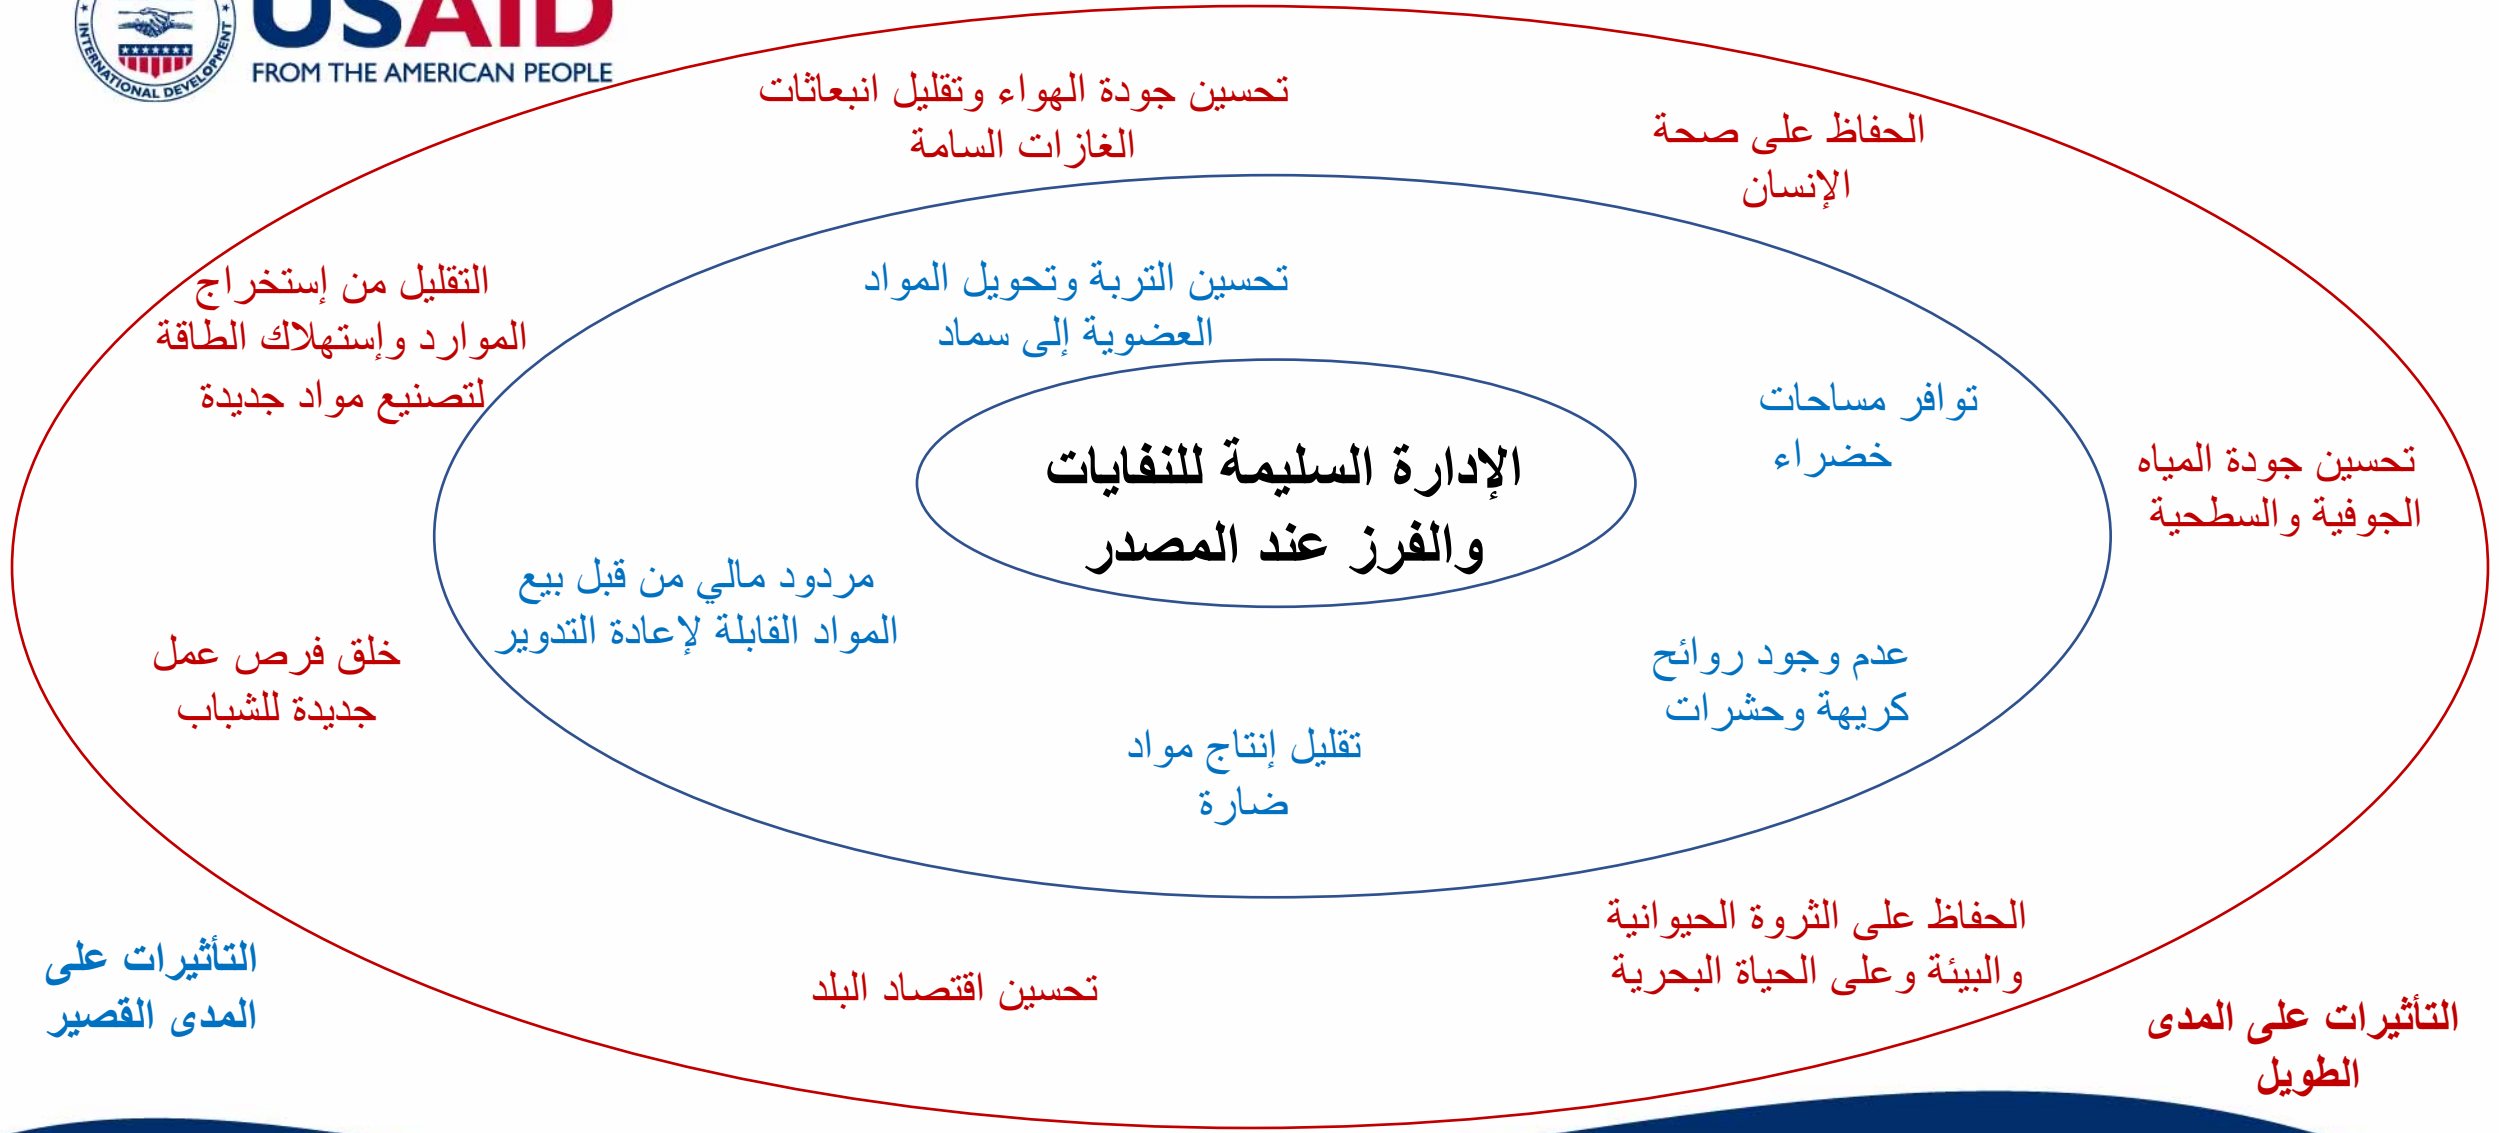 USAID
INTERNATIONAL DEVELOPMENT
FROM THE AMERICAN PEOPLE
تحسين جودة الهواء وتقليل انبعاثات
الغازات السامة
الحفاظ على صحة
الإنسان
التقليل من إستخراج
الموارد وإستهلاك الطاقة
لتصنيع مواد جديدة
تحسين التربة وتحويل المواد
العضوية إلى سماد
توافر مساحات
خضراء
تحسين جودة المياه
الجوفية والسطحية
الإدارة السليمة للنفايات
والفرز عند المصدر
مردود مالي من قبل بيع
المواد القابلة لإعادة التدوير
عدم وجود روائح
كريهة وحشرات
خلق فرص عمل
جديدة للشباب
تقليل إنتاج مواد
ضارة
الحفاظ على الثروة الحيوانية
والبيئة وعلى الحياة البحرية
تحسين اقتصاد البلد
التأثيرات على
المدى القصير
التأثيرات على المدى
الطويل